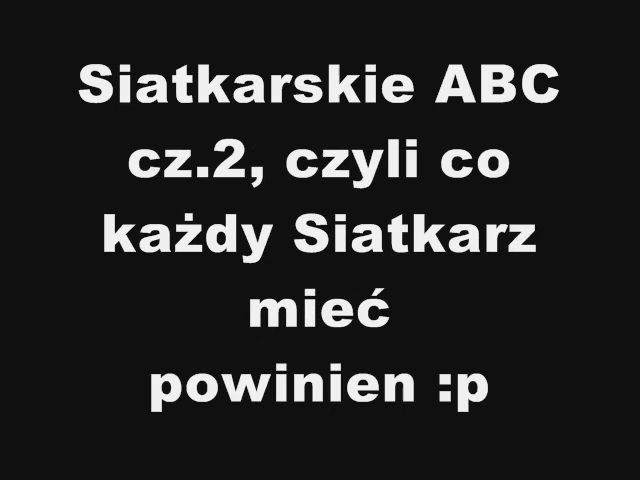 Siatkarskie ABC
cz.2, czyli co
każdy Siatkarz
mieć
powinien :p